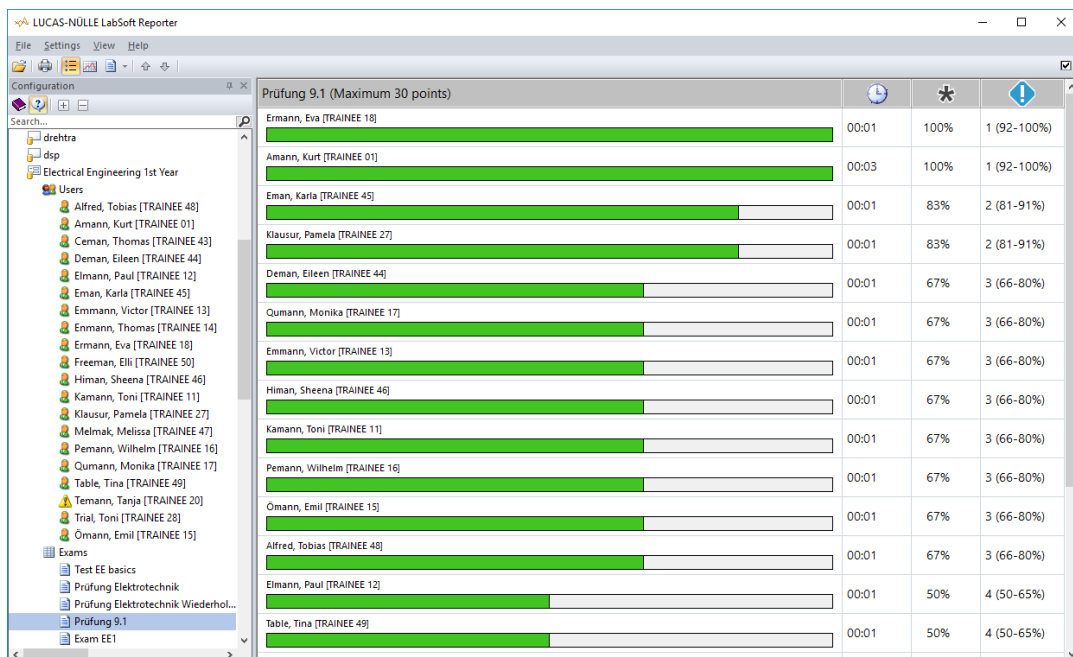 LUCAS-NÜLLE LabSoft Reporter
File Settings View Help
Configuration
Search...
drehtra
dsp
Electrical Engineering 1st Year
Users
Alfred, Tobias [TRAINEE 48]
Amann, Kurt [TRAINEE 01]
Ceman, Thomas [TRAINEE 43]
Deman, Eileen [TRAINEE 44]
Elmann, Paul [TRAINEE 12]
Eman, Karla [TRAINEE 45]
Emmann, Victor [TRAINEE 13]
Enmann, Thomas [TRAINEE 14]
Ermann, Eva [TRAINEE 18]
Freeman, Elli [TRAINEE 50]
Himan, Sheena [TRAINEE 46]
Kamann, Toni [TRAINEE 11]
Klausur, Pamela [TRAINEE 27]
Melmak, Melissa [TRAINEE 47]
Pemann, Wilhelm [TRAINEE 16]
Qumann, Monika [TRAINEE 17]
Table, Tina [TRAINEE 49]
Temann, Tanja [TRAINEE 20]
Trial, Toni [TRAINEE 28]
Ömann, Emil [TRAINEE 15]
Exams
Test EE basics
Prüfung Elektrotechnik
Prüfung Elektrotechnik Wiederhol...
Prüfung 9.1
Exam EE1
Prüfung 9.1 (Maximum 30 points)
Ermann, Eva [TRAINEE 18] 00:01 100% 1 (92-100%)
Amann, Kurt [TRAINEE 01] 00:03 100% 1 (92-100%)
Eman, Karla [TRAINEE 45] 00:01 83% 2 (81-91%)
Klausur, Pamela [TRAINEE 27] 00:01 83% 2 (81-91%)
Deman, Eileen [TRAINEE 44] 00:01 67% 3 (66-80%)
Qumann, Monika [TRAINEE 17] 00:01 67% 3 (66-80%)
Emmann, Victor [TRAINEE 13] 00:01 67% 3 (66-80%)
Himan, Sheena [TRAINEE 46] 00:01 67% 3 (66-80%)
Kamann, Toni [TRAINEE 11] 00:01 67% 3 (66-80%)
Pemann, Wilhelm [TRAINEE 16] 00:01 67% 3 (66-80%)
Ömann, Emil [TRAINEE 15] 00:01 67% 3 (66-80%)
Alfred, Tobias [TRAINEE 48] 00:01 67% 3 (66-80%)
Elmann, Paul [TRAINEE 12] 00:01 50% 4 (50-65%)
Table, Tina [TRAINEE 49] 00:01 50% 4 (50-65%)